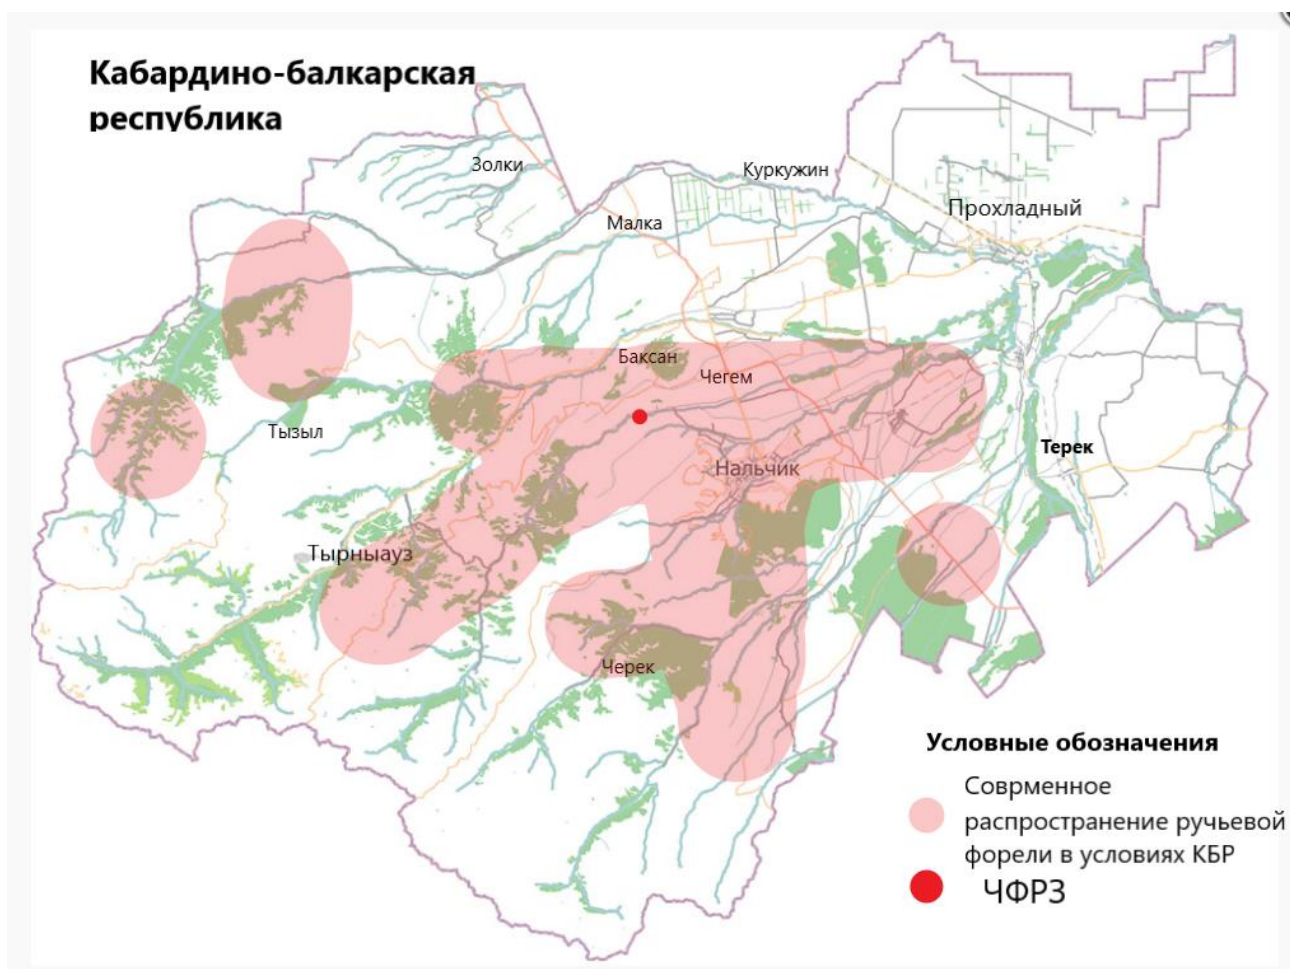 Кабардино-балкарская
республика
Золки
Куркужин
Прохладный
Малка
Баксан
Чегем
Тызыл
Терек
Нальчик
Тырныауз
Черек
Условные обозначения
Соврменное
распространение ручьевой
форели в условиях КБР
ЧФРЗ